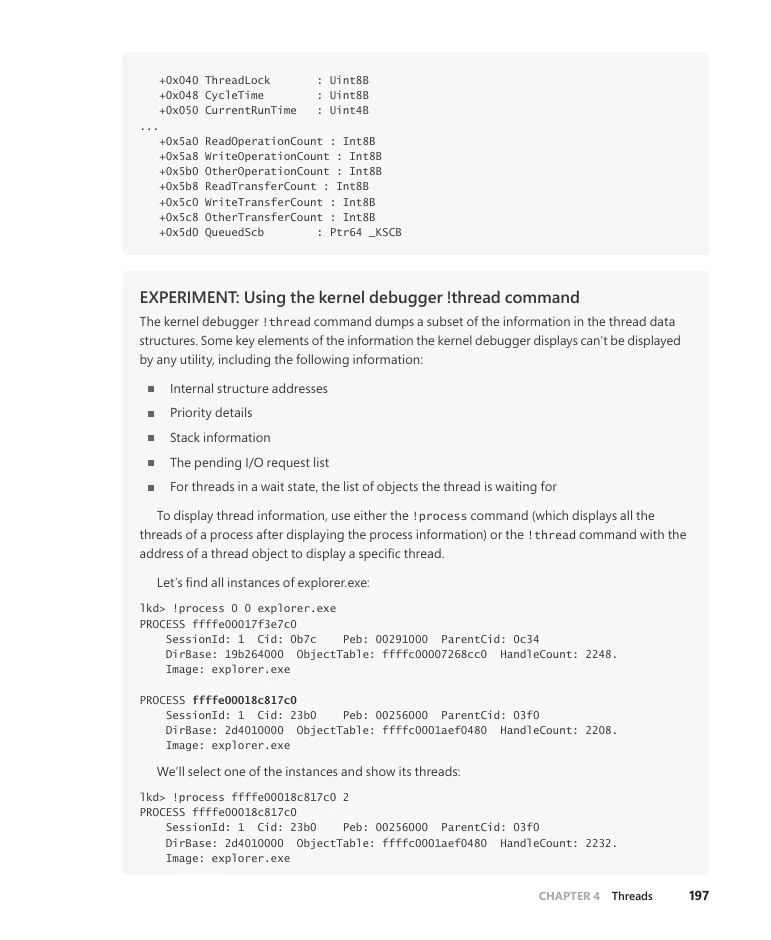 +0x040 ThreadLock       : Uint8B
+0x048 CycleTime        : Uint8B
+0x050 CurrentRunTime   : Uint4B
...
+0x5a0 ReadOperationCount : Int8B
+0x5a8 WriteOperationCount : Int8B
+0x5b0 OtherOperationCount : Int8B
+0x5b8 ReadTransferCount : Int8B
+0x5c0 WriteTransferCount : Int8B
+0x5c8 OtherTransferCount : Int8B
+0x5d0 QueuedScb        : Ptr64 _KSCB
EXPERIMENT: Using the kernel debugger !thread command
The kernel debugger !thread command dumps a subset of the information in the thread data
structures. Some key elements of the information the kernel debugger displays can't be displayed
by any utility, including the following information:
■ Internal structure addresses
■ Priority details
■ Stack information
■ The pending I/O request list
■ For threads in a wait state, the list of objects the thread is waiting for
To display thread information, use either the !process command (which displays all the
threads of a process after displaying the process information) or the !thread command with the
address of a thread object to display a specific thread.
Let's find all instances of explorer.exe:
lkd> !process 0 0 explorer.exe
PROCESS ffffe00017f3e7c0
SessionId: 1  Cid: 0b7c    Peb: 00291000  ParentCid: 0c34
DirBase: 19b264000  ObjectTable: ffffc00007268cc0  HandleCount: 2248.
Image: explorer.exe
PROCESS ffffe00018c817c0
SessionId: 1  Cid: 23b0    Peb: 00256000  ParentCid: 03f0
DirBase: 2d4010000  ObjectTable: ffffc0001aef0480  HandleCount: 2208.
Image: explorer.exe
We'll select one of the instances and show its threads:
lkd> !process ffffe00018c817c0 2
PROCESS ffffe00018c817c0
SessionId: 1  Cid: 23b0    Peb: 00256000  ParentCid: 03f0
DirBase: 2d4010000  ObjectTable: ffffc0001aef0480  HandleCount: 2232.
Image: explorer.exe
CHAPTER 4   Threads   197